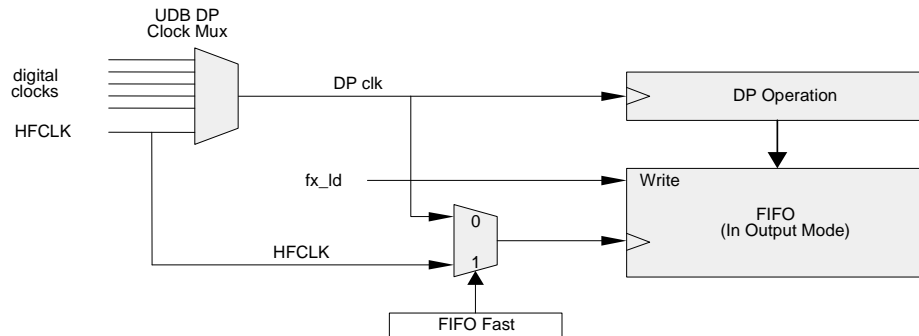 UDB DP
Clock Mux
digital
clocks
DP clk
DP Operation
HFCLK
fx_ld
Write
0
FIFO
(In Output Mode)
HFCLK
1
FIFO Fast